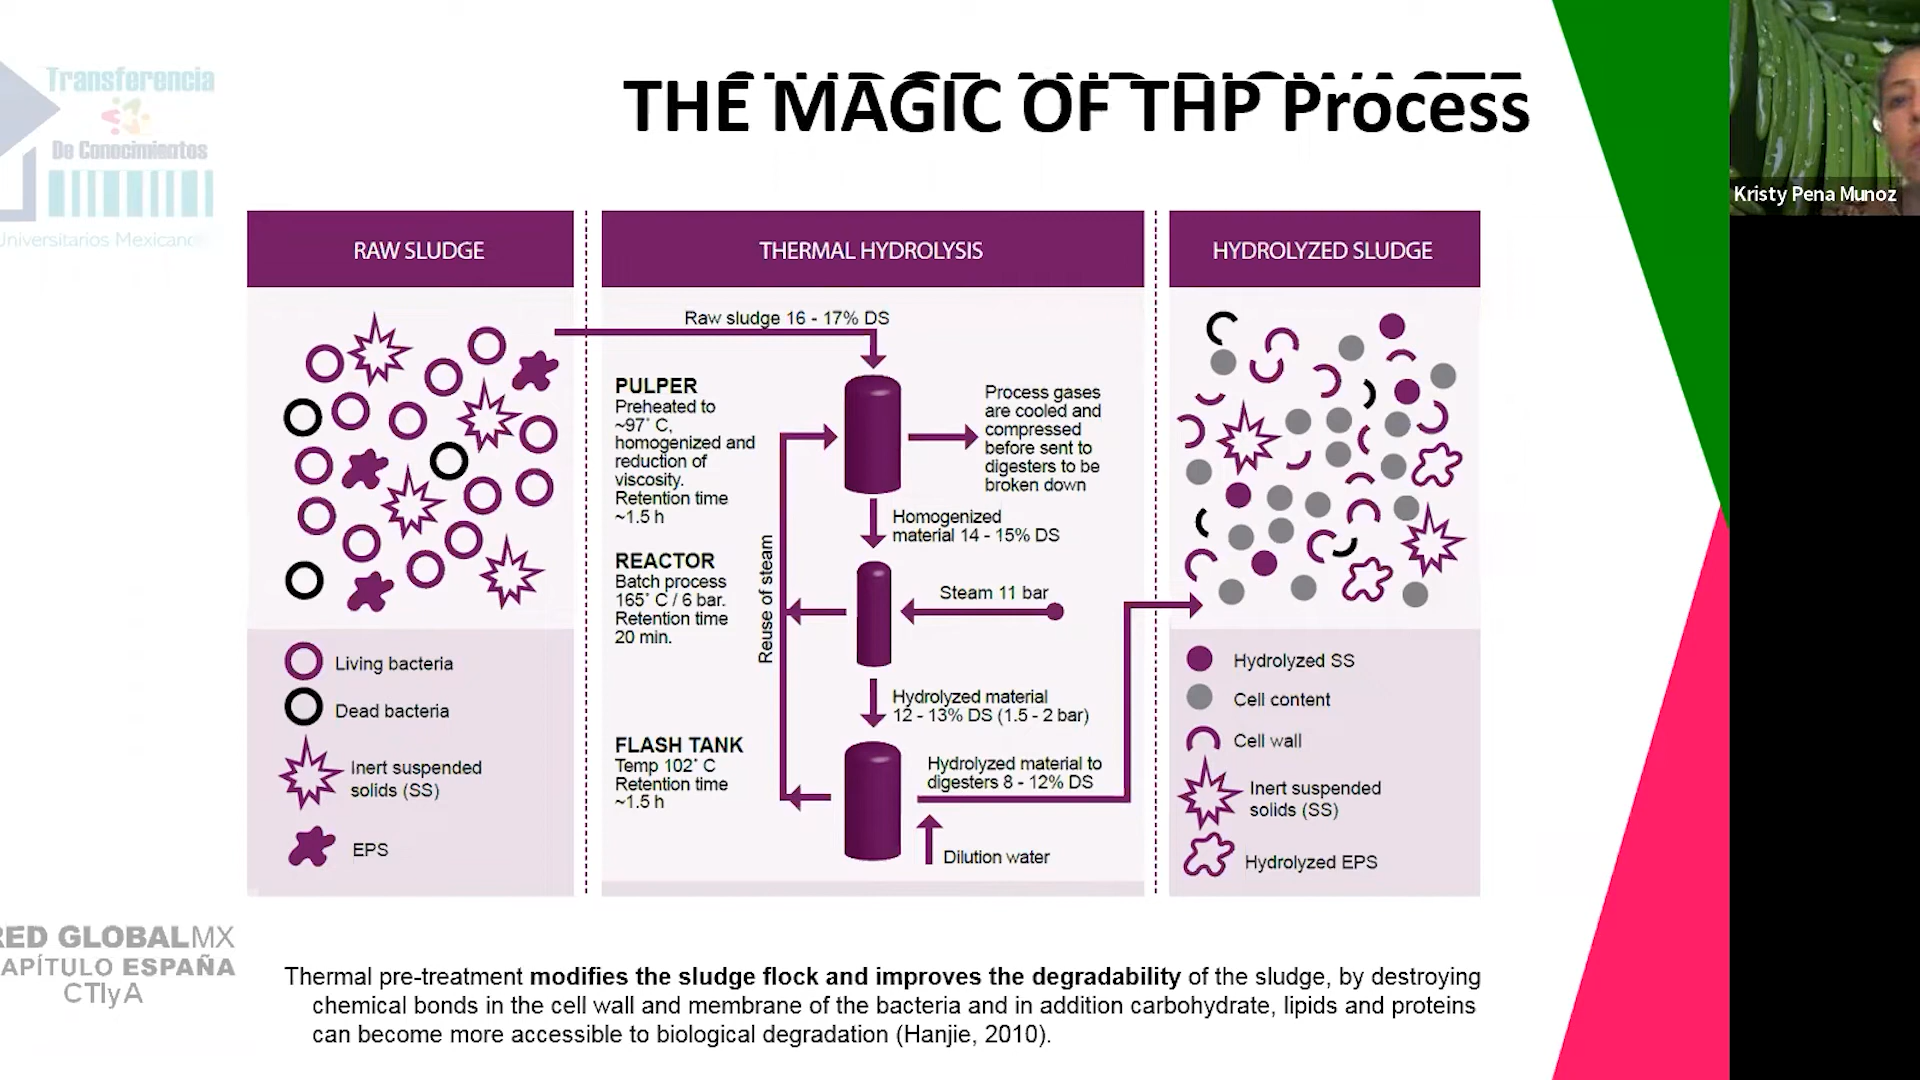 THE MAGIC OF THP Process
Transferencia
De Conocimientos
Universitarios
Kristy Pena Munoz
RAW SLUDGE
Living bacteria
Dead bacteria
Inert suspended
solids (SS)
EPS
THERMAL HYDROLYSIS
Raw sludge 16 - 17% DS
PULPER
Preheated to
~97° C,
homogenized and
reduction of
viscosity.
Retention time
~1.5 h
Process gases
are cooled and
compressed
before sent to
digesters to be
broken down
Homogenized
material 14 - 15% DS
REACTOR
Batch process
165° C / 6 bar.
Retention time
20 min.
Reuse of steam
Steam 11 bar
Hydrolyzed material
12 - 13% DS (1.5 - 2 bar)
FLASH TANK
Temp 102° C
Retention time
~1.5 h
Hydrolyzed material to
digesters 8 - 12% DS
Dilution water
HYDROLYZED SLUDGE
Hydrolyzed SS
Cell content
Cell wall
Inert suspended
solids (SS)
Hydrolyzed EPS
RED GLOBALMX
CAPÍTULO ESPAÑA
CTIyA
Thermal pre-treatment modifies the sludge flock and improves the degradability of the sludge, by destroying
chemical bonds in the cell wall and membrane of the bacteria and in addition carbohydrate, lipids and proteins
can become more accessible to biological degradation (Hanjie, 2010).